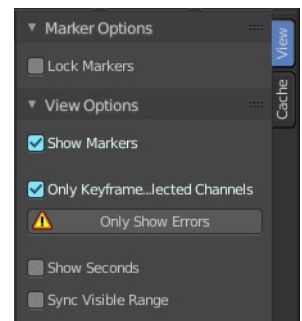 Marker Options
View
Lock Markers
View Options
Cache
Show Markers
Only Keyframe...lected Channels
Only Show Errors
Show Seconds
Sync Visible Range